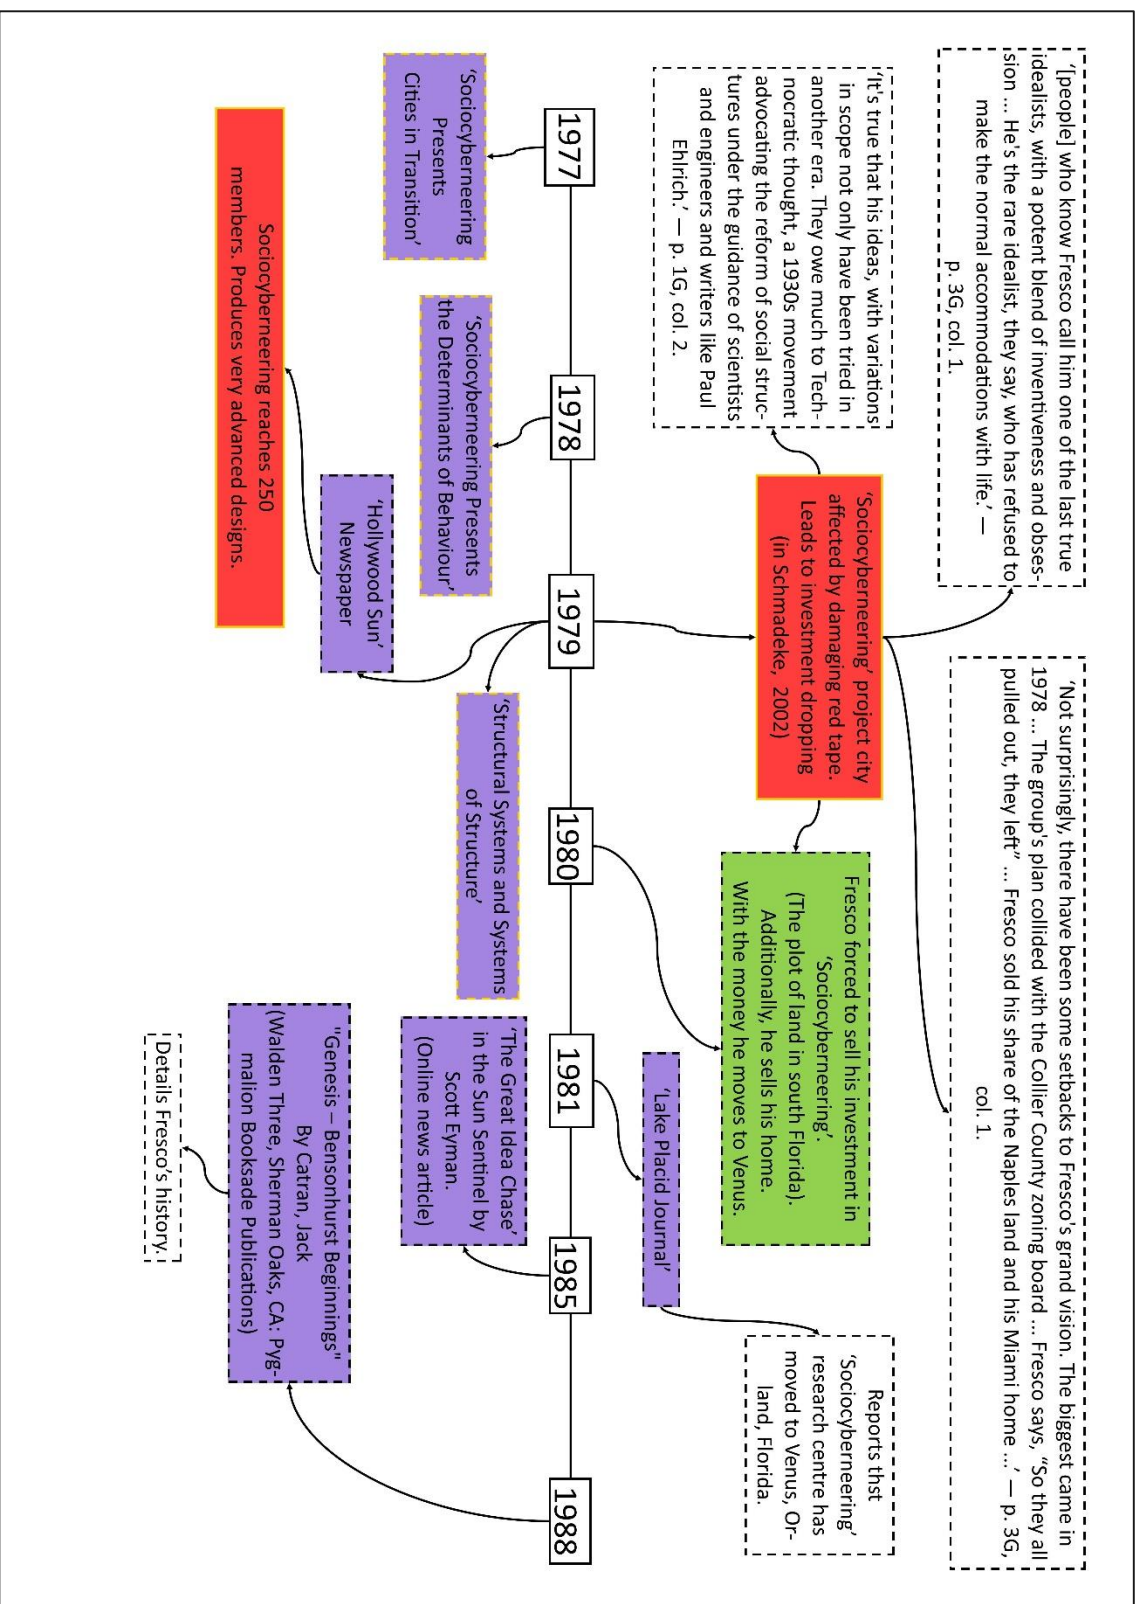 ‘[people] who know Fresco call him one of the last true
idealists, with a potent blend of inventiveness and obses-
sion ... He's the rare idealist, they say, who has refused to
make the normal accommodations with life.’ —
p. 3G, col. 1.
‘Not surprisingly, there have been some setbacks to Fresco's grand vision. The biggest came in
1978 ... The group's plan collided with the Collier County zoning board ... Fresco says, “So they all
pulled out, they left” ... Fresco sold his share of the Naples land and his Miami home ...’ — p. 3G,
col. 1.
‘It's true that his ideas, with variations
in scope not only have been tried in
another era. They owe much to Tech-
nocratic thought, a 1930s movement
advocating the reform of social struc-
tures under the guidance of scientists
and engineers and writers like Paul
Ehlrich.’ — p. 1G, col. 2.
‘Sociocyberneering’ project city
affected by damaging red tape.
Leads to investment dropping
(in Schmadeke, 2002)
Fresco forced to sell his investment in
‘Sociocyberneering’.
(The plot of land in south Florida).
Additionally, he sells his home.
With the money he moves to Venus.
Reports thst
‘Sociocyberneering’
research centre has
moved to Venus, Or-
land, Florida.
‘Lake Placid Journal’
1977
1978
1979
1980
1981
1985
1988
‘Sociocyberneering
Presents
Cities in Transition’
‘Sociocyberneering Presents
the Determinants of Behaviour’
‘Structural Systems and Systems
of Structure’
‘The Great Idea Chase’
in the Sun Sentinel by
Scott Eyman.
(Online news article)
‘Hollywood Sun’
Newspaper
"Genesis – Bensonhurst Beginnings"
By Catran, Jack
(Walden Three, Sherman Oaks, CA: Pyg-
malion Booksade Publications)
Sociocyberneering reaches 250
members. Produces very advanced designs.
Details Fresco’s history.